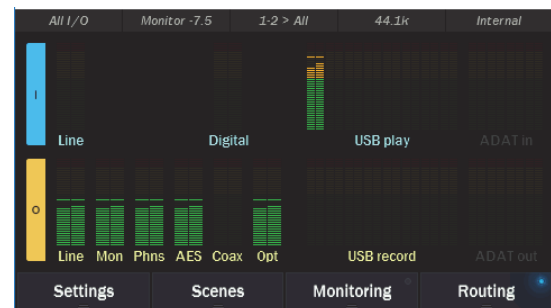 All I/O Monitor -7.5 1-2 > All 44.1k Internal
I
Line Digital USB play ADAT in
O
Line Mon Phns AES Coax Opt USB record ADAT out
Settings Scenes Monitoring Routing